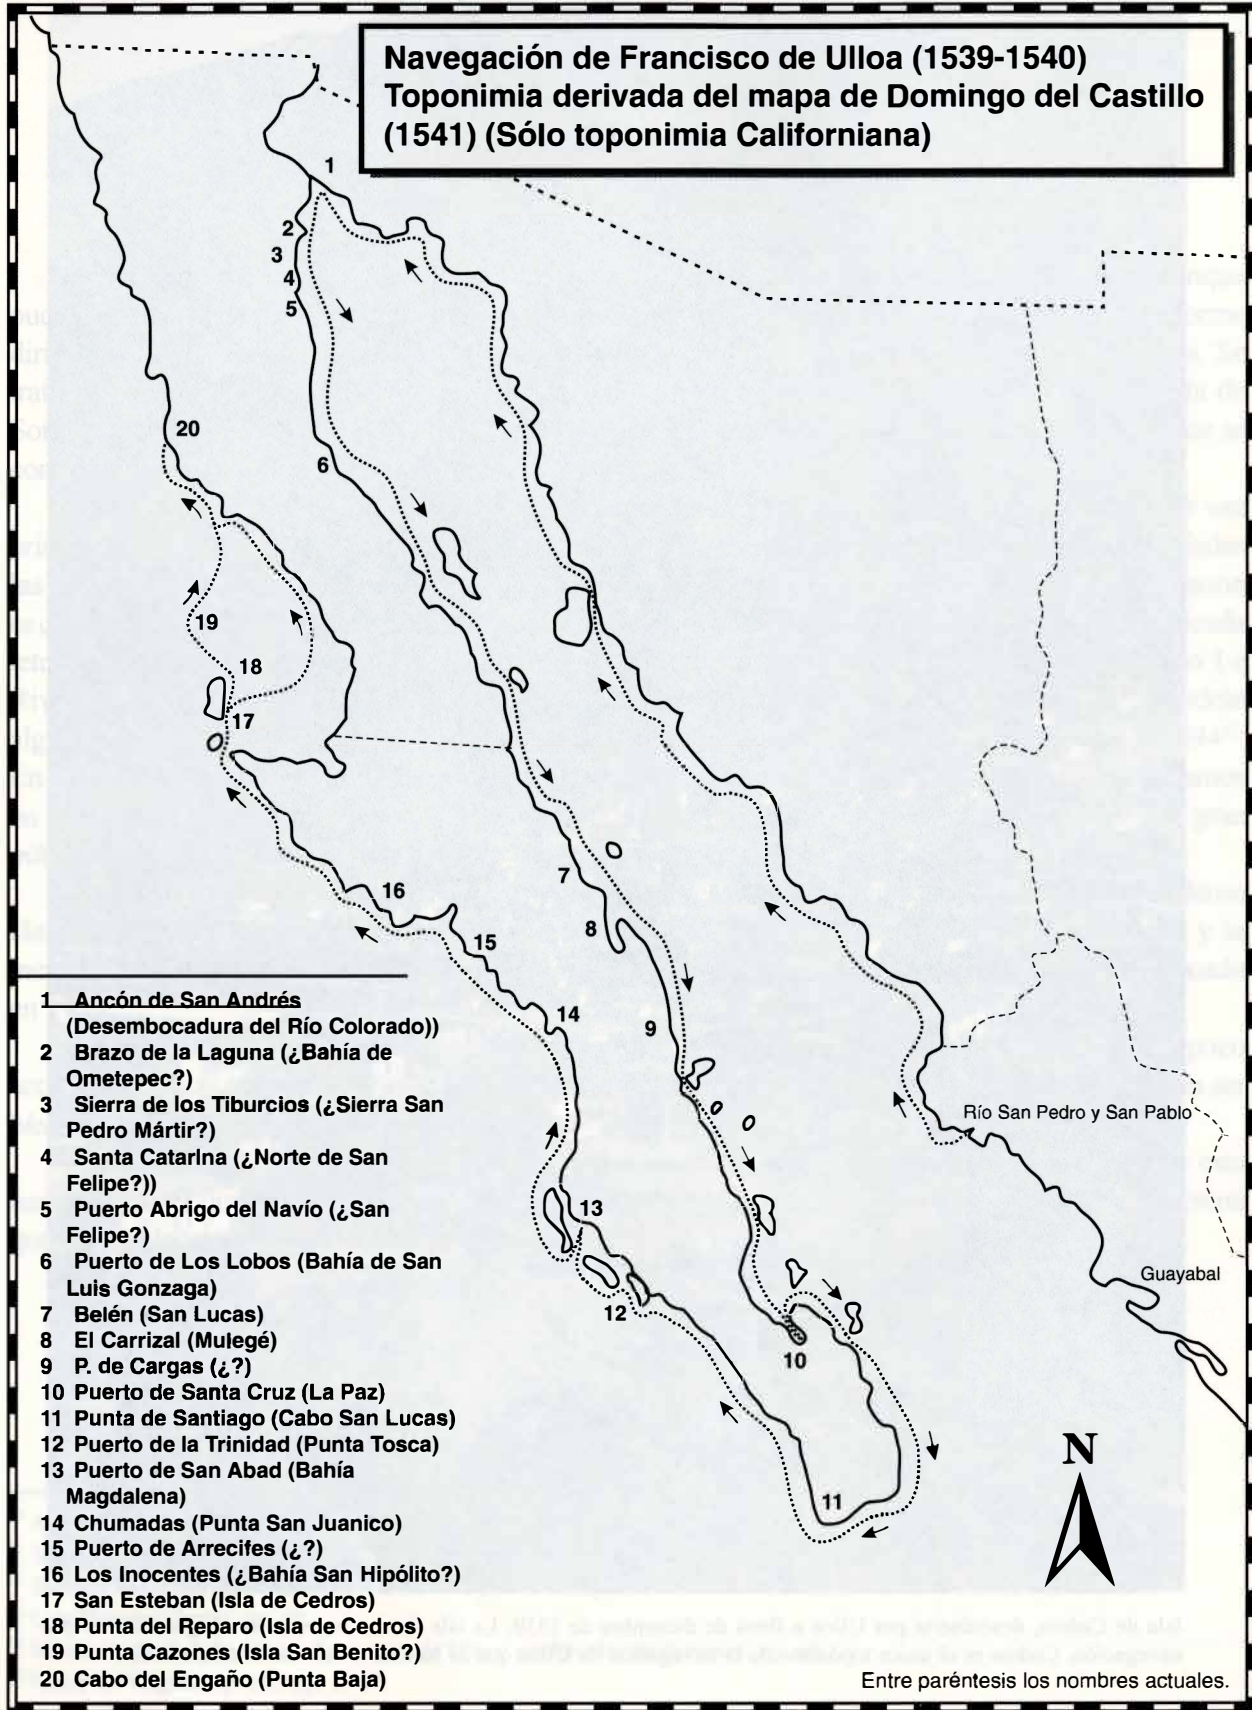 Navegación de Francisco de Ulloa (1539-1540)
Toponimia derivada del mapa de Domingo del Castillo
(1541) (Sólo toponimia Californiana)
1
2
3
4
5
20
6
19
18
17
7
16
8
15
14
9
Río San Pedro y San Pablo
13
Guayabal
12
10
11
N
1 Ancón de San Andrés
(Desembocadura del Río Colorado))
2 Brazo de la Laguna (¿Bahía de
Ometepec?)
3 Sierra de los Tiburcios (¿Sierra San
Pedro Mártir?)
4 Santa Catarlna (¿Norte de San
Felipe?))
5 Puerto Abrigo del Navío (¿San
Felipe?)
6 Puerto de Los Lobos (Bahía de San
Luis Gonzaga)
7 Belén (San Lucas)
8 El Carrizal (Mulegé)
9 P. de Cargas (¿?)
10 Puerto de Santa Cruz (La Paz)
11 Punta de Santiago (Cabo San Lucas)
12 Puerto de la Trinidad (Punta Tosca)
13 Puerto de San Abad (Bahía
Magdalena)
14 Chumadas (Punta San Juanico)
15 Puerto de Arrecifes (¿?)
16 Los Inocentes (¿Bahía San Hipólito?)
17 San Esteban (Isla de Cedros)
18 Punta del Reparo (Isla de Cedros)
19 Punta Cazones (Isla San Benito?)
20 Cabo del Engaño (Punta Baja)
Entre paréntesis los nombres actuales.